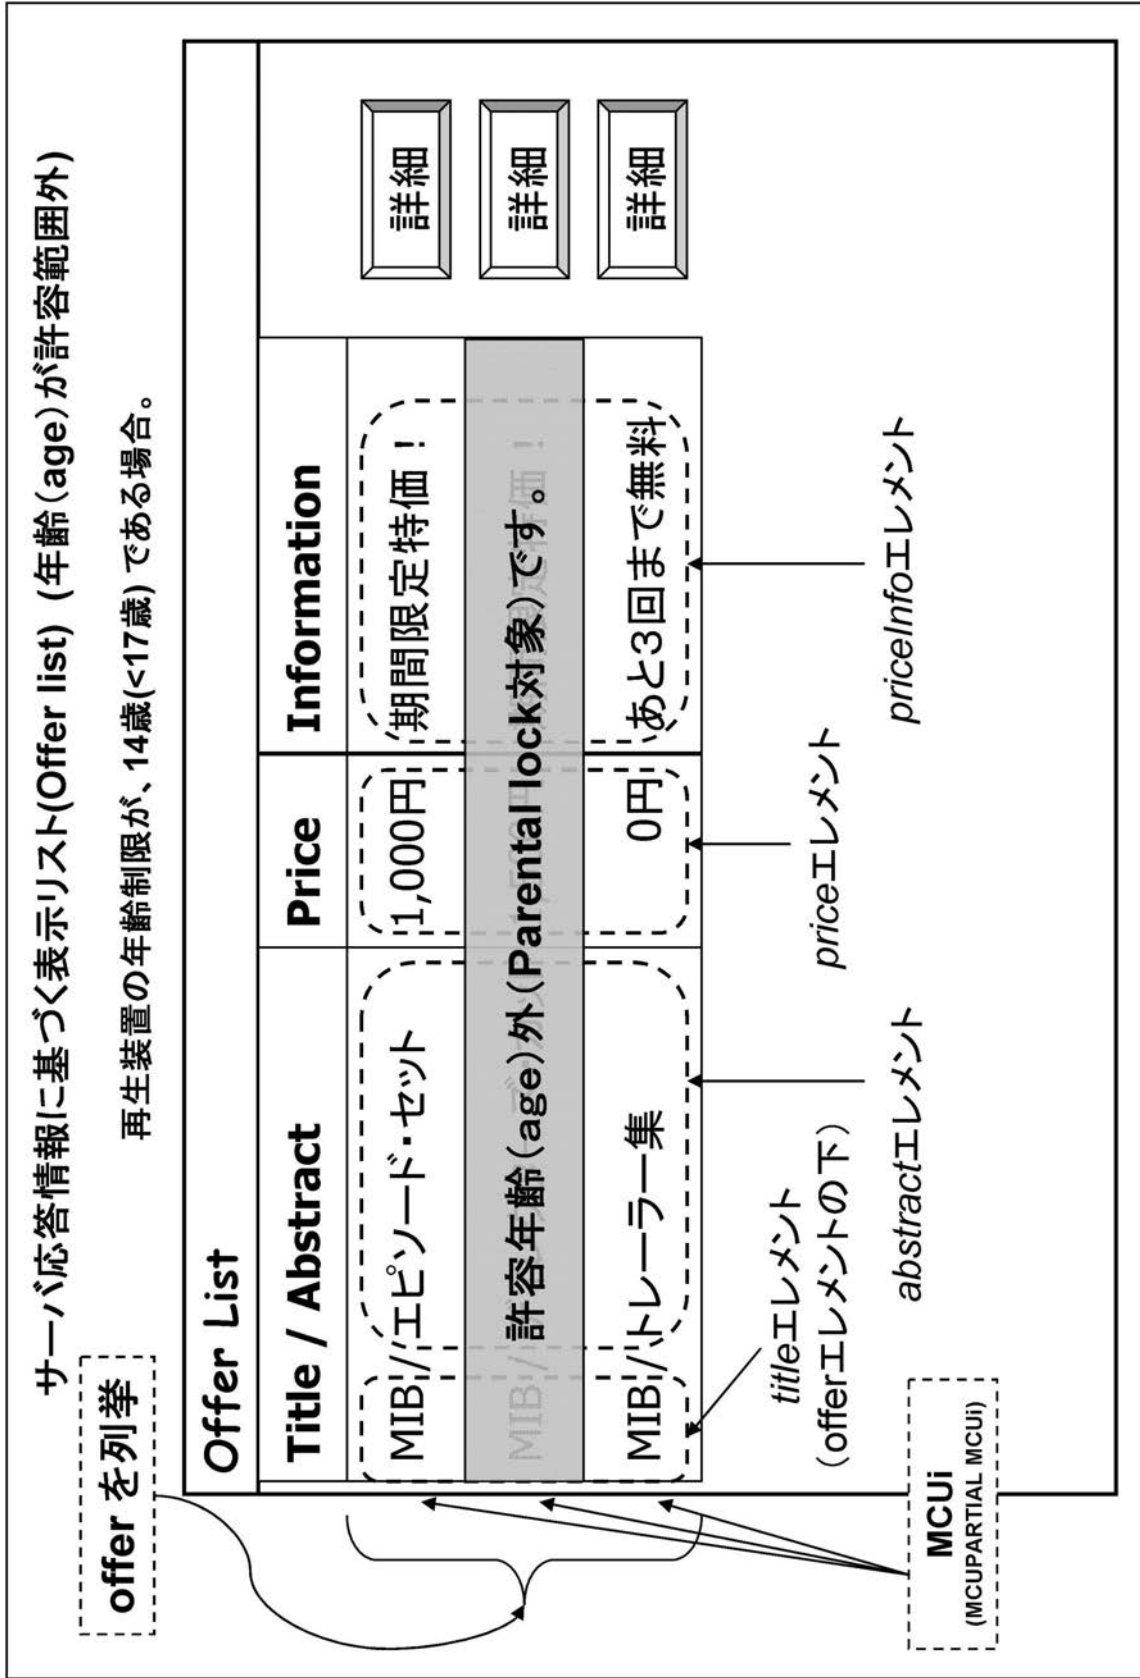 サーバ応答情報に基づく表示リスト(Offer list) (年齢(age)が許容範囲外)
再生装置の年齢制限が、14歳(<17歳) である場合。
offer を列挙
Offer List
Title / Abstract Price Information
MIB /エピソード・セット 1,000円 期間限定特価！ 詳細
許容年齢(age)外(Parental lock対象)です。 詳細
MIB /トレーラー集 0円 あと3回まで無料 詳細
titleエレメント
(offerエレメントの下)
abstractエレメント
priceエレメント
priceInfoエレメント
MCUi
(MCUPARTIAL MCUi)